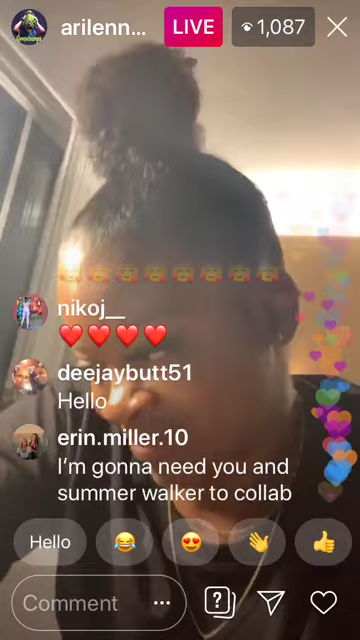 arilenn...
LIVE
1,087
nikoj__
❤️❤️❤️❤️
deejaybutt51
Hello
erin.miller.10
I'm gonna need you and
summer walker to collab
Hello
Comment